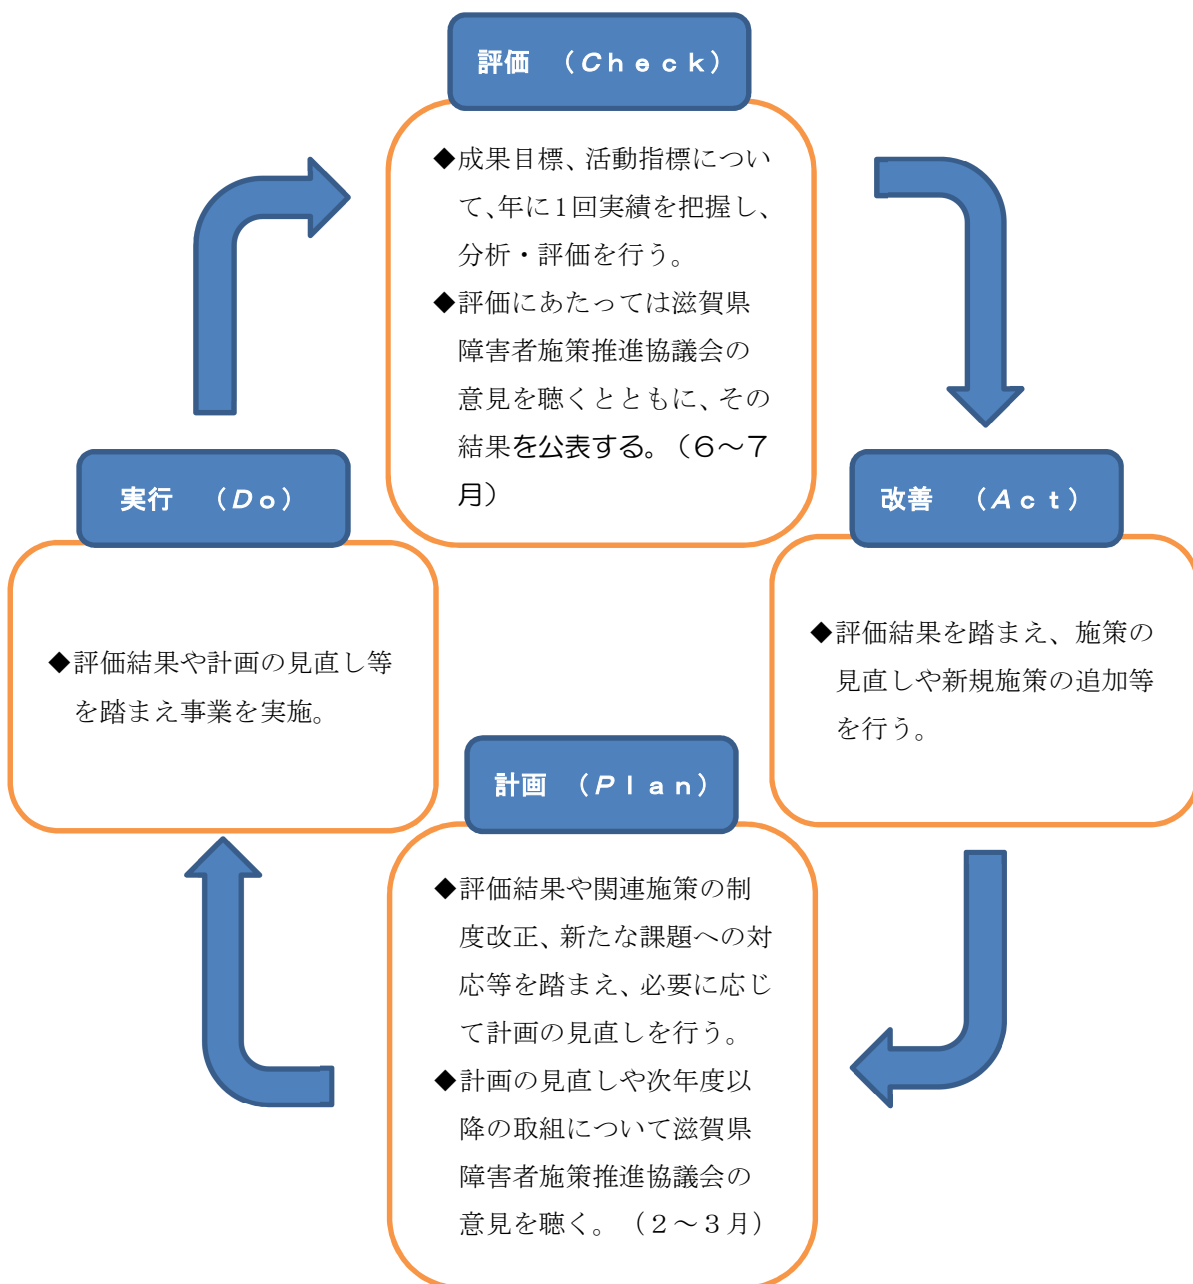 評価　（Ｃｈｅｃｋ）
◆成果目標、活動指標につい
て、年に1回実績を把握し、
分析・評価を行う。
◆評価にあたっては滋賀県
障害者施策推進協議会の
意見を聴くとともに、その
結果を公表する。（６～７
月）
実行　（Ｄｏ）
◆評価結果や計画の見直し等
を踏まえ事業を実施。
改善　（Ａｃｔ）
◆評価結果を踏まえ、施策の
見直しや新規施策の追加等
を行う。
計画　（Ｐｌａｎ）
◆評価結果や関連施策の制
度改正、新たな課題への対
応等を踏まえ、必要に応じ
て計画の見直しを行う。
◆計画の見直しや次年度以
降の取組について滋賀県
障害者施策推進協議会の
意見を聴く。（２～３月）